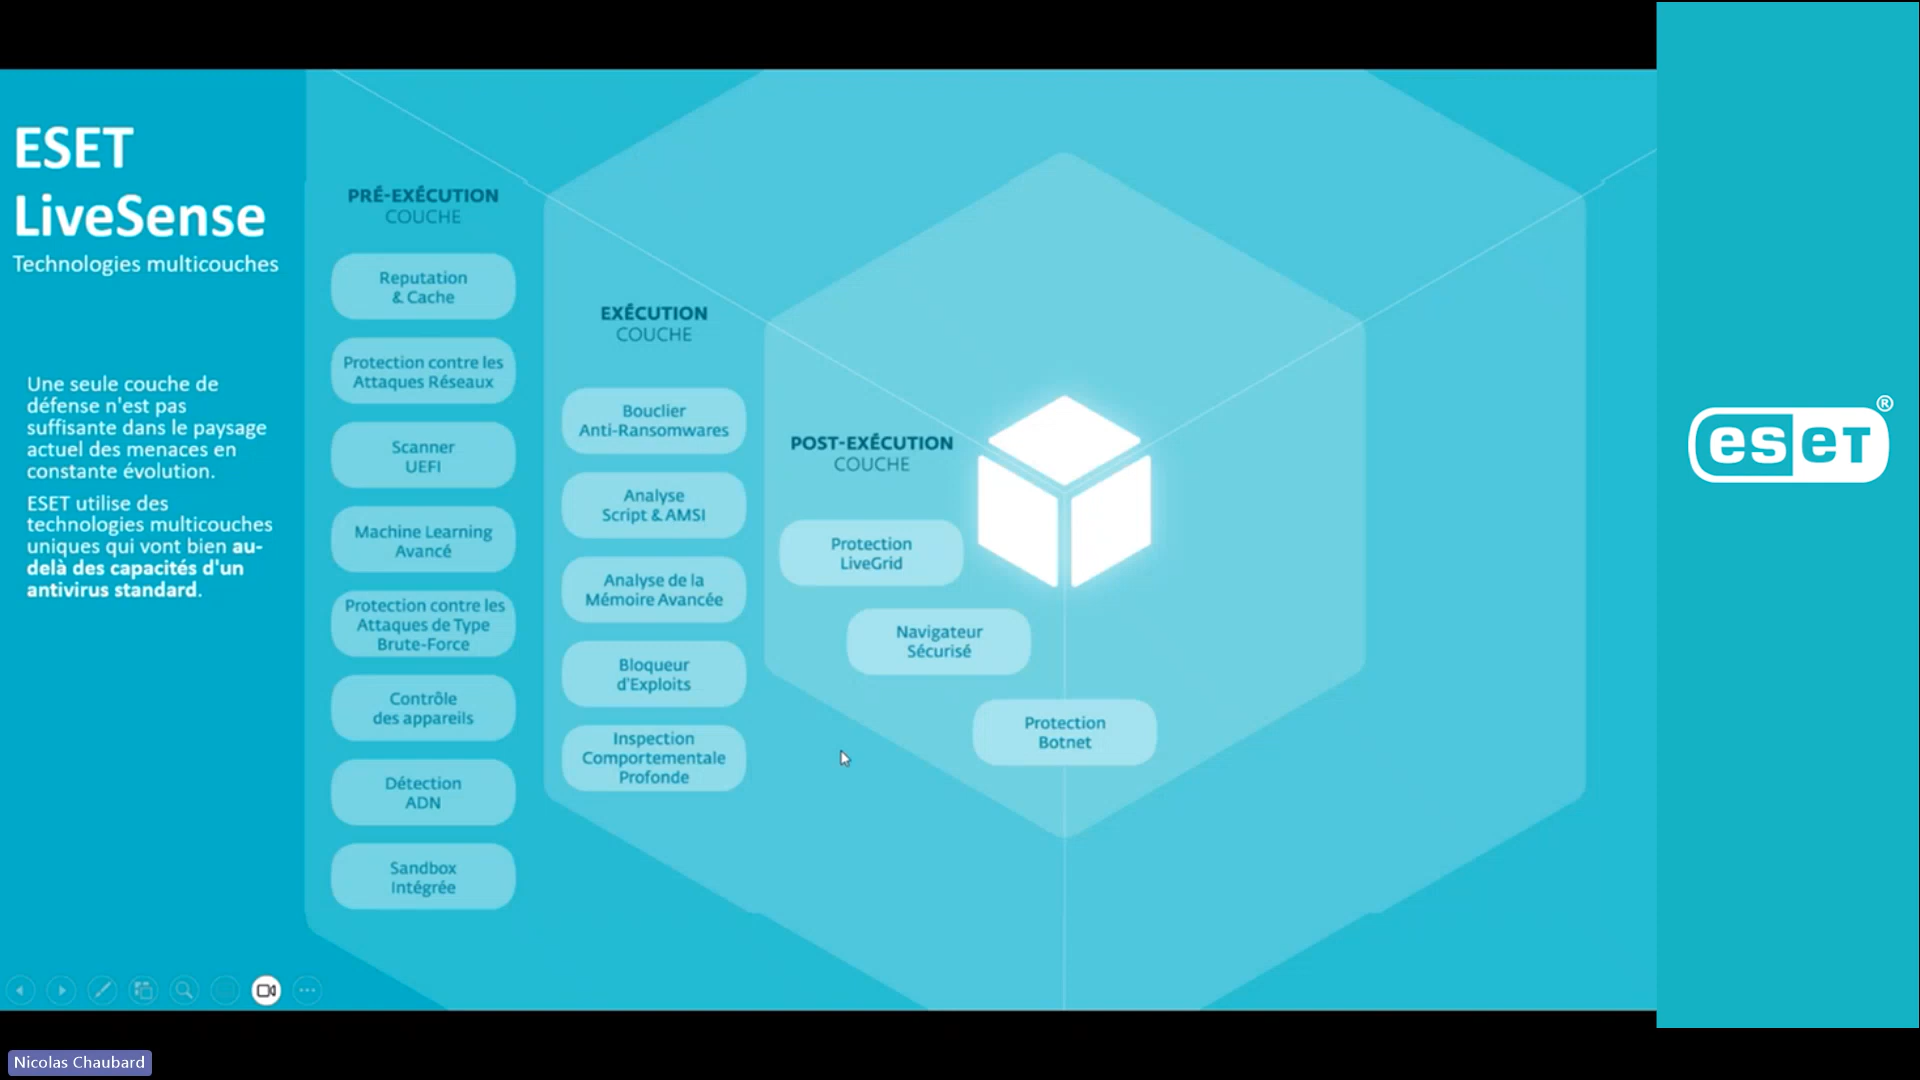 ESET
LiveSense
Technologies multicouches
Une seule couche de
défense n'est pas
suffisante dans le paysage
actuel des menaces en
constante évolution.
ESET utilise des
technologies multicouches
uniques qui vont bien au-
delà des capacités d'un
antivirus standard.
PRÉ-EXÉCUTION
COUCHE
Reputation
& Cache
Protection contre les
Attaques Réseaux
Scanner
UEFI
Machine Learning
Avancé
Protection contre les
Attaques de Type
Brute-Force
Contrôle
des appareils
Détection
ADN
Sandbox
Intégrée
EXÉCUTION
COUCHE
Bouclier
Anti-Ransomwares
Analyse
Script & AMSI
Analyse de la
Mémoire Avancée
Bloqueur
d'Exploits
Inspection
Comportementale
Profonde
POST-EXÉCUTION
COUCHE
Protection
LiveGrid
Navigateur
Sécurisé
Protection
Botnet
eseT®
Nicolas Chaubard